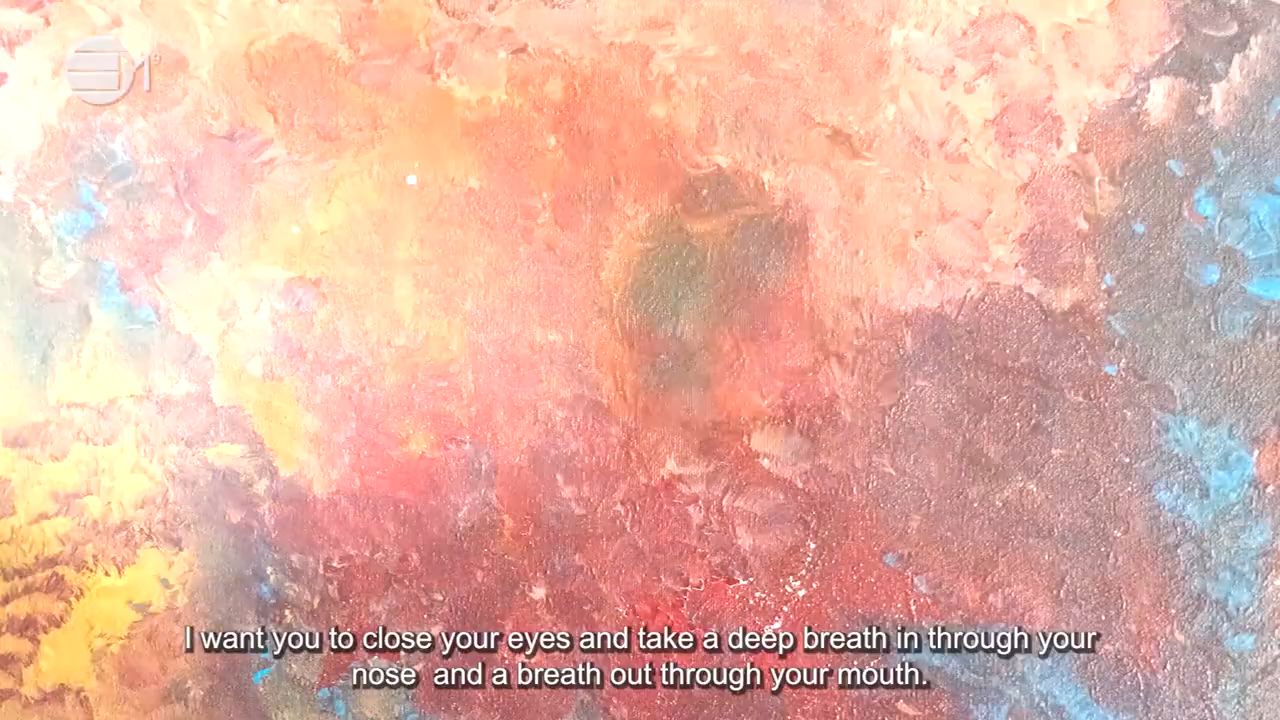 I want you to close your eyes and take a deep breath in through your
nose  and a breath out through your mouth.